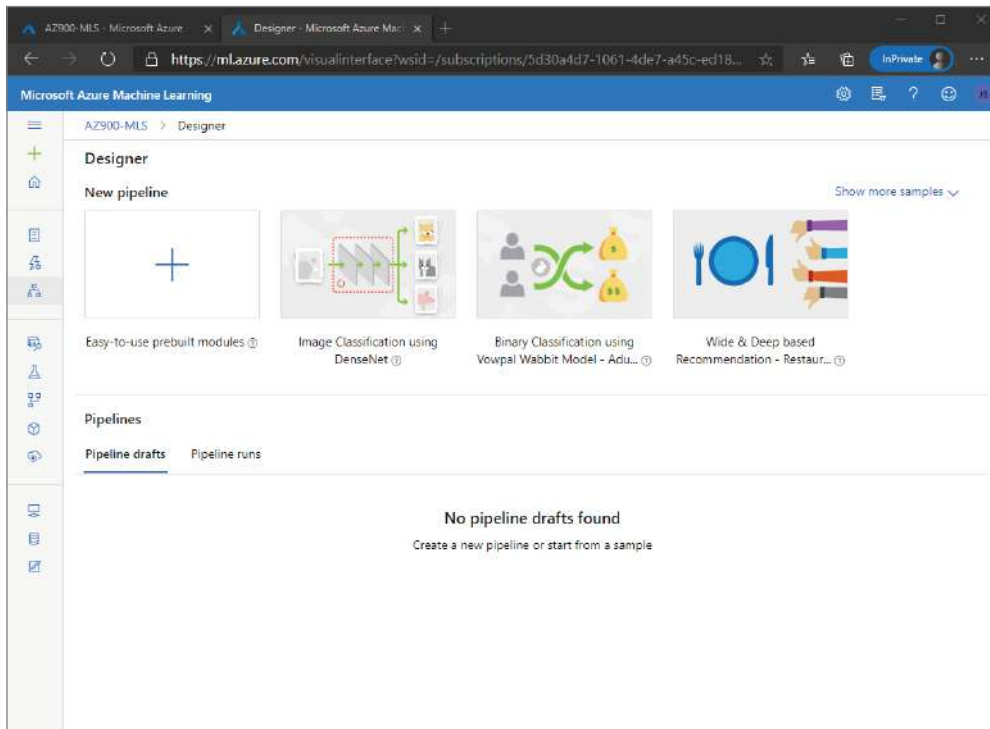 AZ900-MLS - Microsoft Azure
Designer - Microsoft Azure Mac
https://ml.azure.com/visualinterface?wsid=/subscriptions/5d30a4d7-1061-4de7-a45c-ed18...
InPrivate
Microsoft Azure Machine Learning
AZ900-MLS > Designer
Designer
New pipeline
Show more samples
Easy-to-use prebuilt modules
Image Classification using
DenseNet
Binary Classification using
Vowpal Wabbit Model - Adu...
Wide & Deep based
Recommendation - Restaur...
Pipelines
Pipeline drafts Pipeline runs
No pipeline drafts found
Create a new pipeline or start from a sample